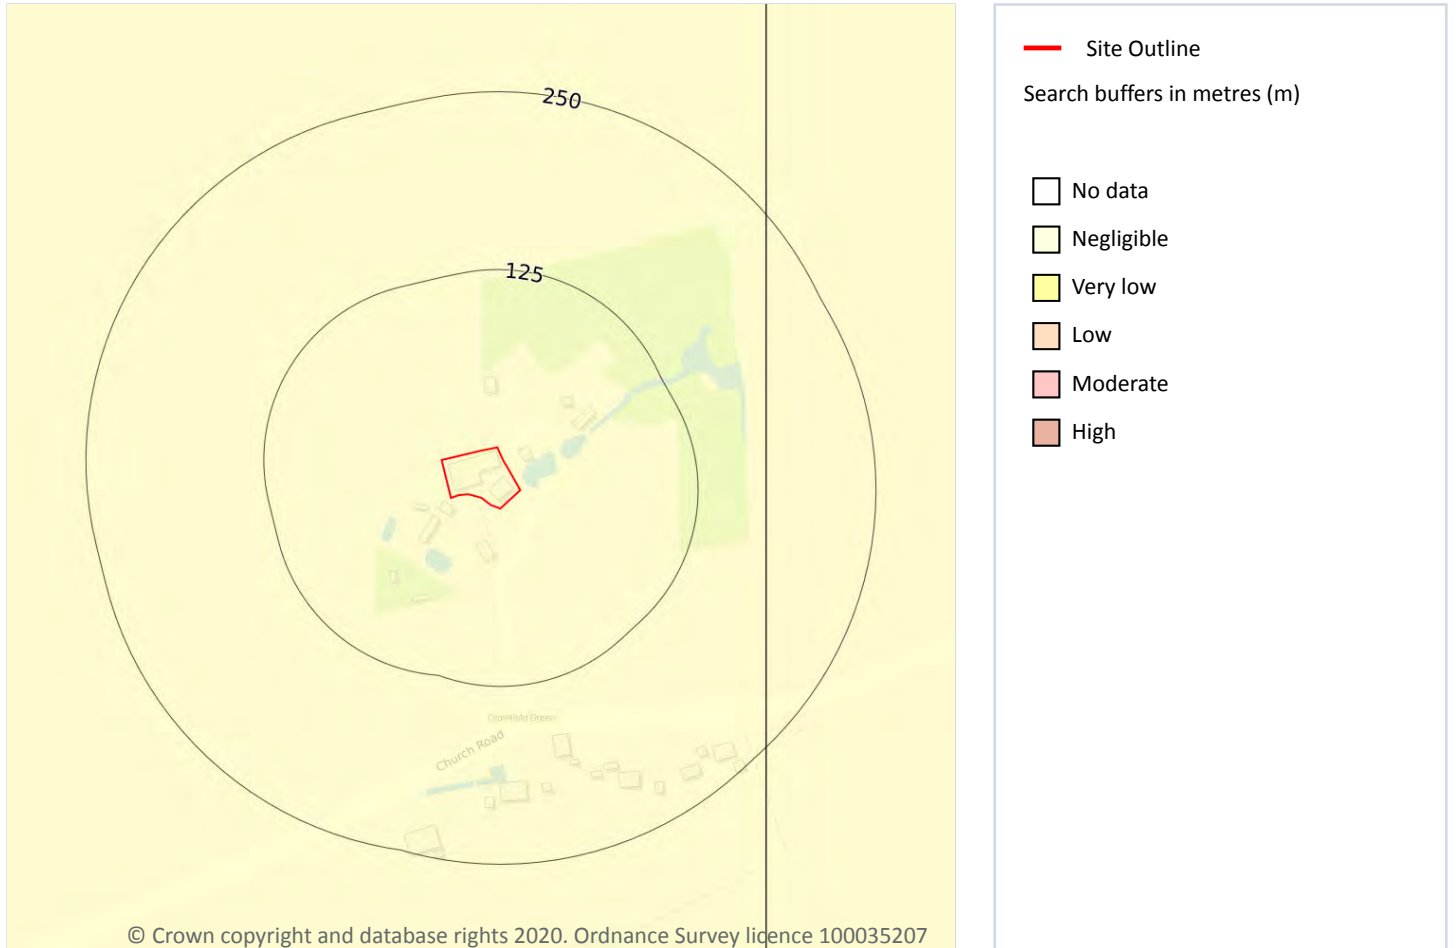 250
125
Church Road
© Crown copyright and database rights 2020. Ordnance Survey licence 100035207
Site Outline
Search buffers in metres (m)
No data
Negligible
Very low
Low
Moderate
High